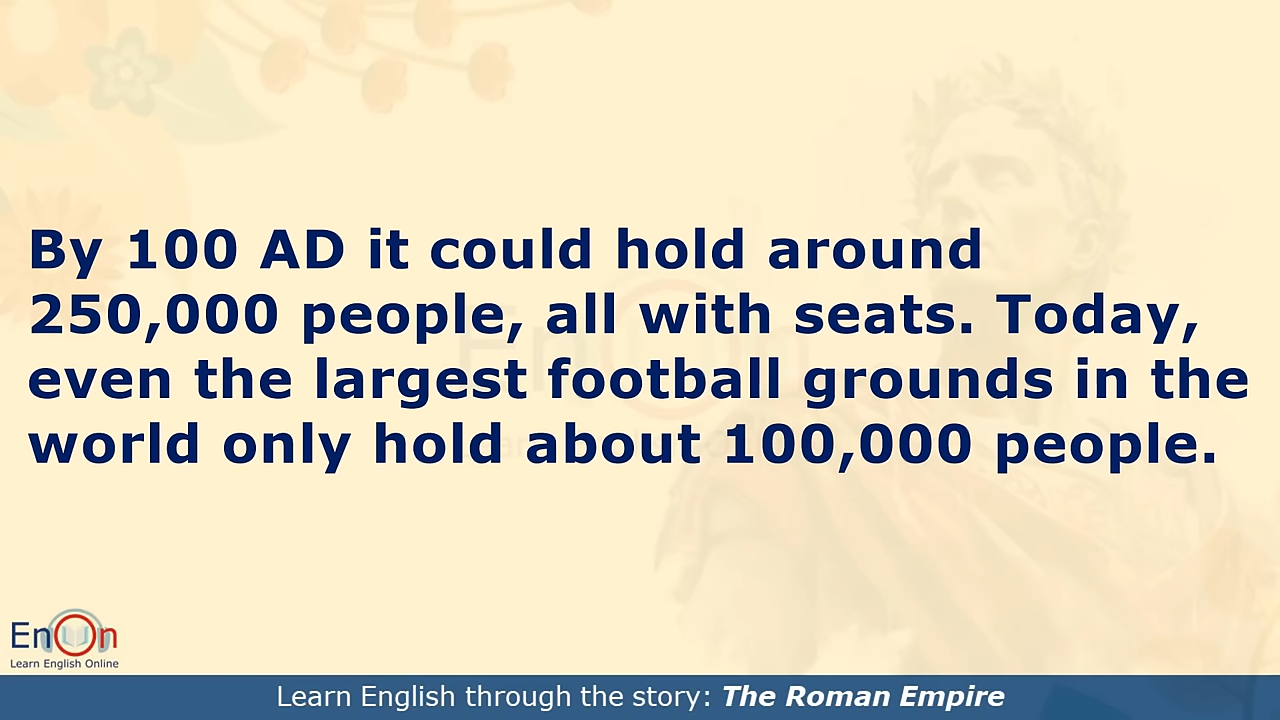 By 100 AD it could hold around
250,000 people, all with seats. Today,
even the largest football grounds in the
world only hold about 100,000 people.
EnOn
Learn English Online
Learn English through the story: The Roman Empire